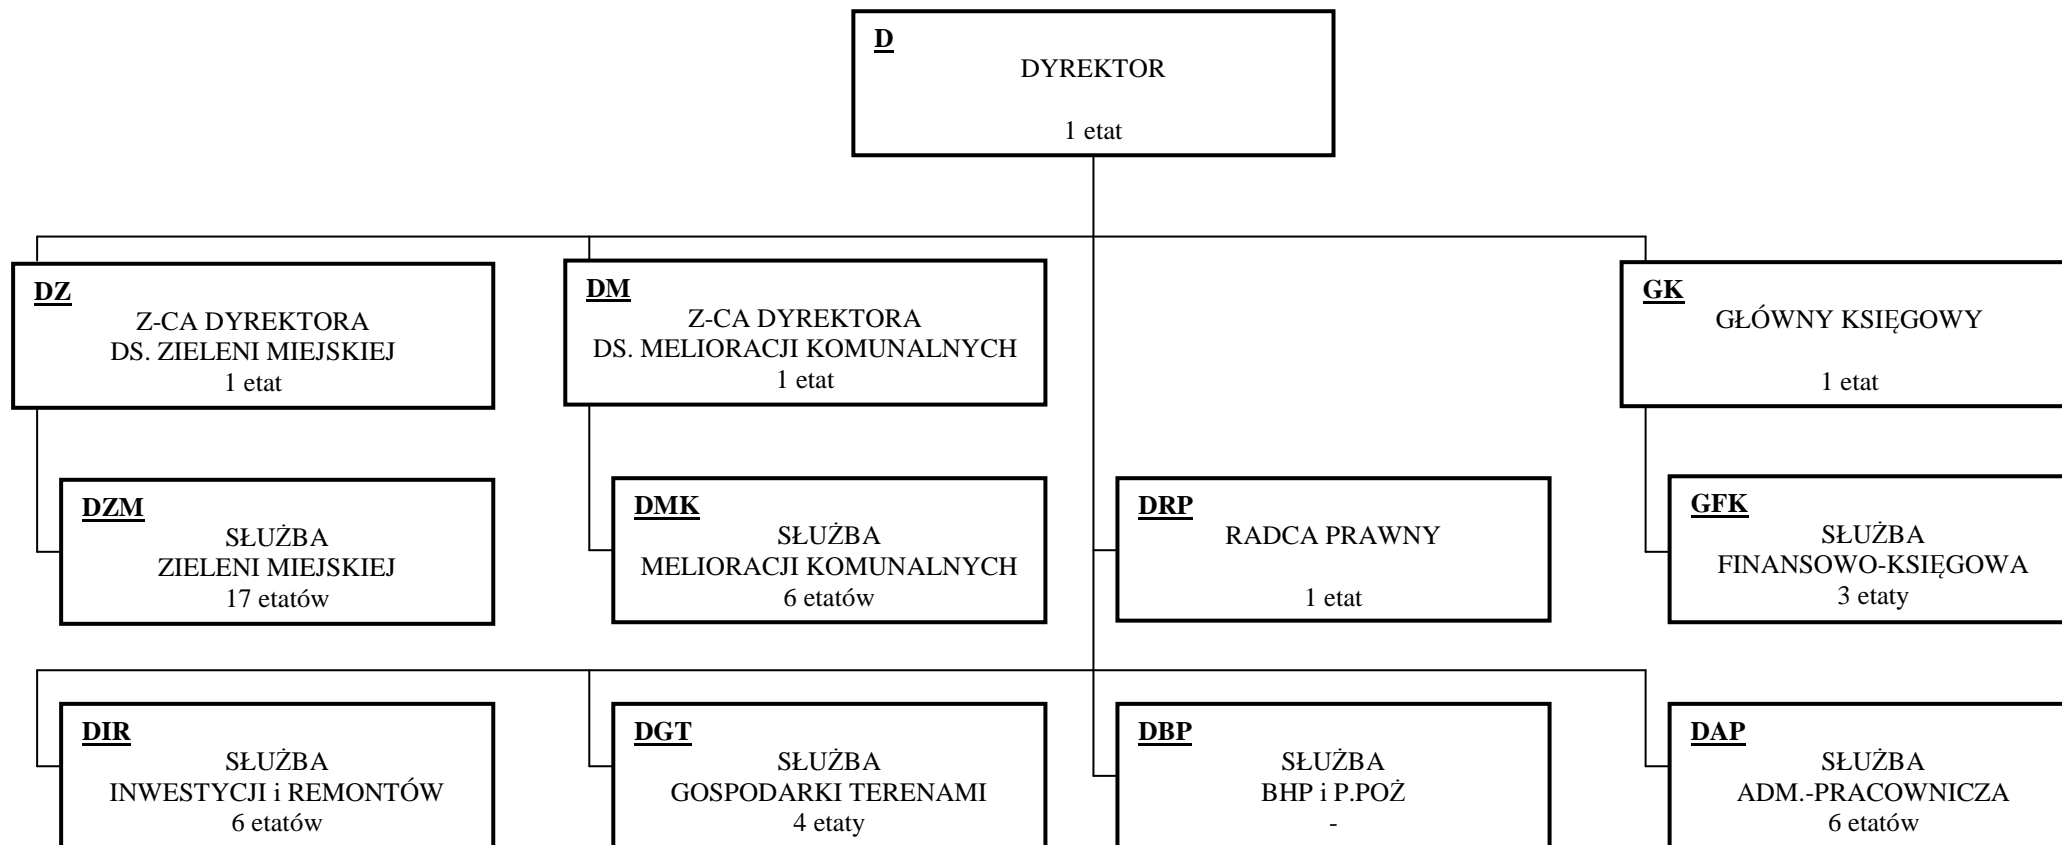 D
DYREKTOR
1 etat
DZ
Z-CA DYREKTORA
DS. ZIELENI MIEJSKIEJ
1 etat
DM
Z-CA DYREKTORA
DS. MELIORACJI KOMUNALNYCH
1 etat
GK
GŁÓWNY KSIĘGOWY
1 etat
DZM
SŁUŻBA
ZIELENI MIEJSKIEJ
17 etatów
DMK
SŁUŻBA
MELIORACJI KOMUNALNYCH
6 etatów
DRP
RADCA PRAWNY
1 etat
GFK
SŁUŻBA
FINANSOWO-KSIĘGOWA
3 etaty
DIR
SŁUŻBA
INWESTYCJI i REMONTÓW
6 etatów
DGT
SŁUŻBA
GOSPODARKI TERENAMI
4 etaty
DBP
SŁUŻBA
BHP i P.POŻ
-
DAP
SŁUŻBA
ADM.-PRACOWNICZA
6 etatów